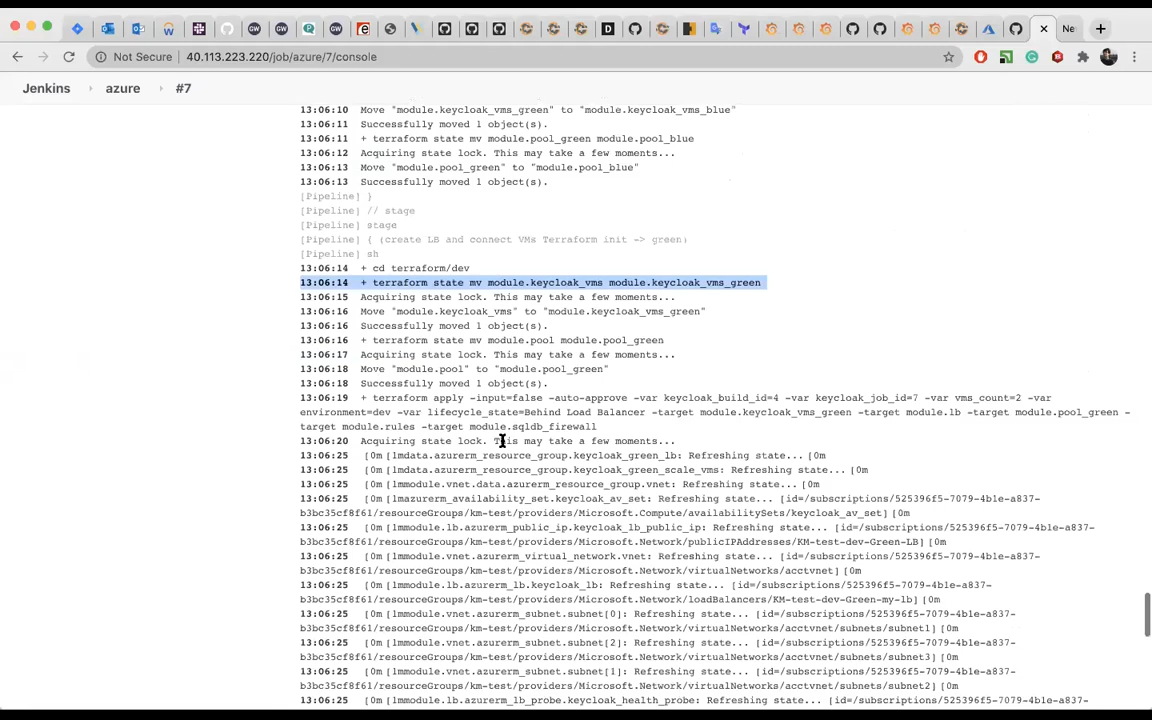 Ne
Not Secure
40.113.223.220/job/azure/7/console
Jenkins
azure
#7
13:06:10 Move "module.keycloak_vms_green" to "module.keycloak_vms_blue"
13:06:11 Successfully moved 1 object(s).
13:06:11 + terraform state mv module.pool_green module.pool_blue
13:06:12 Acquiring state lock. This may take a few moments...
13:06:13 Move "module.pool_green" to "module.pool_blue"
13:06:13 Successfully moved 1 object(s).
[Pipeline] }
[Pipeline] // stage
[Pipeline] stage
[Pipeline] { (create LB and connect VMs Terraform init -> green)
[Pipeline] sh
13:06:14 + cd terraform/dev
13:06:14 + terraform state mv module.keycloak_vms module.keycloak_vms_green
13:06:15 Acquiring state lock. This may take a few moments...
13:06:16 Move "module.keycloak_vms" to "module.keycloak_vms_green"
13:06:16 Successfully moved 1 object(s).
13:06:16 + terraform state mv module.pool module.pool_green
13:06:17 Acquiring state lock. This may take a few moments...
13:06:18 Move "module.pool" to "module.pool_green"
13:06:18 Successfully moved 1 object(s).
13:06:19 + terraform apply -input=false -auto-approve -var keycloak_build_id=4 -var keycloak_job_id=7 -var vms_count=2 -var
environment=dev -var lifecycle_state=Behind Load Balancer -target module.keycloak_vms_green -target module.lb -target module.pool_green -
target module.rules -target module.sqldb_firewall
13:06:20 Acquiring state lock. This may take a few moments...
13:06:25 [0m[1mdata.azurerm_resource_group.keycloak_green_lb: Refreshing state...[0m
13:06:25 [0m[1mdata.azurerm_resource_group.keycloak_green_scale_vms: Refreshing state...[0m
13:06:25 [0m[1mmodule.vnet.data.azurerm_resource_group.vnet: Refreshing state...[0m
13:06:25 [0m[1mazurerm_availability_set.keycloak_av_set: Refreshing state... [id=/subscriptions/525396f5-7079-4b1e-a837-
b3bc35cf8f61/resourceGroups/km-test/providers/Microsoft.Compute/availabilitySets/keycloak_av_set][0m
13:06:25 [0m[1mmodule.lb.azurerm_public_ip.keycloak_lb_public_ip: Refreshing state... [id=/subscriptions/525396f5-7079-4b1e-a837-
b3bc35cf8f61/resourceGroups/km-test/providers/Microsoft.Network/publicIPAddresses/KM-test-dev-Green-LB][0m
13:06:25 [0m[1mmodule.vnet.azurerm_virtual_network.vnet: Refreshing state... [id=/subscriptions/525396f5-7079-4b1e-a837-
b3bc35cf8f61/resourceGroups/km-test/providers/Microsoft.Network/virtualNetworks/acctvnet][0m
13:06:25 [0m[1mmodule.lb.azurerm_lb.keycloak_lb: Refreshing state... [id=/subscriptions/525396f5-7079-4b1e-a837-
b3bc35cf8f61/resourceGroups/km-test/providers/Microsoft.Network/loadBalancers/KM-test-dev-Green-my-lb][0m
13:06:25 [0m[1mmodule.vnet.azurerm_subnet.subnet[0]: Refreshing state... [id=/subscriptions/525396f5-7079-4b1e-a837-
b3bc35cf8f61/resourceGroups/km-test/providers/Microsoft.Network/virtualNetworks/acctvnet/subnets/subnet1][0m
13:06:25 [0m[1mmodule.vnet.azurerm_subnet.subnet[2]: Refreshing state... [id=/subscriptions/525396f5-7079-4b1e-a837-
b3bc35cf8f61/resourceGroups/km-test/providers/Microsoft.Network/virtualNetworks/acctvnet/subnets/subnet3][0m
13:06:25 [0m[1mmodule.vnet.azurerm_subnet.subnet[1]: Refreshing state... [id=/subscriptions/525396f5-7079-4b1e-a837-
b3bc35cf8f61/resourceGroups/km-test/providers/Microsoft.Network/virtualNetworks/acctvnet/subnets/subnet2][0m
13:06:25 [0m[1mmodule.lb.azurerm_lb_probe.keycloak_health_probe: Refreshing state... [id=/subscriptions/525396f5-7079-4b1e-a837-